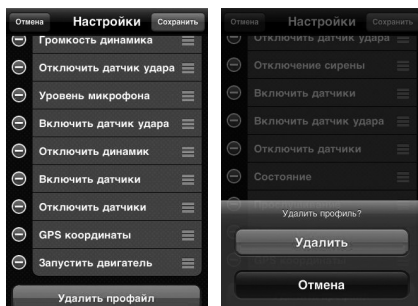 Отмена Настройки Сохранить
Громкость динамика
Отключить датчик удара
Уровень микрофона
Включить датчик удара
Отключить динамик
Включить датчики
Отключить датчики
GPS координаты
Запустить двигатель
Удалить профайл
Отмена Настройки Сохранить
Отключить датчик удара
Отключение сирены
Включить датчики
Включить датчик удара
Отключить датчики
Состояние
Удалить профиль?
Удалить
Отмена